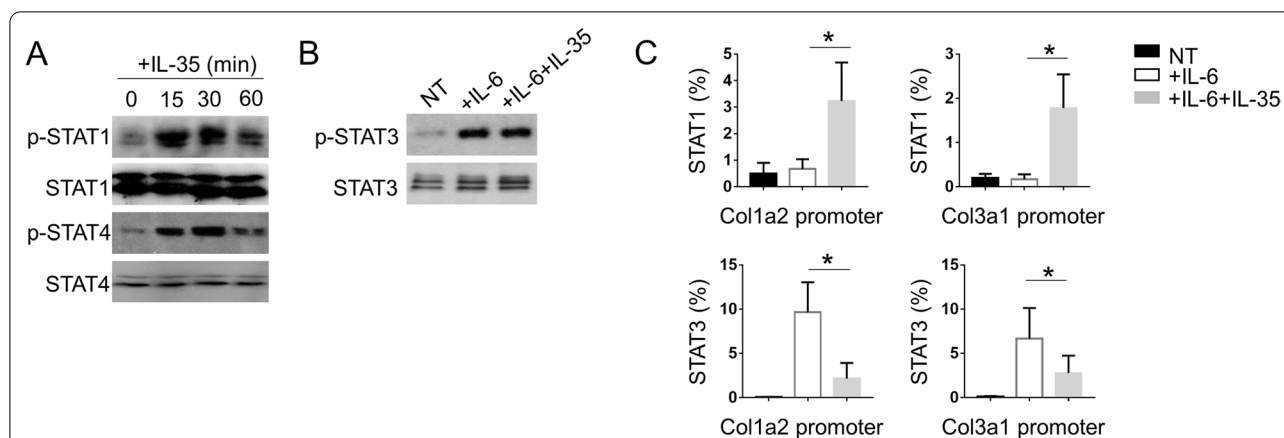 A
+IL-35 (min)
0 15 30 60
p-STAT1
STAT1
p-STAT4
STAT4
B
NT +IL-6 +IL-6+IL-35
p-STAT3
STAT3
C
STAT1 (%)
5
4
3
2
1
0
*
Col1a2 promoter
STAT1 (%)
3
2
1
0
*
Col3a1 promoter
NT
+IL-6
+IL-6+IL-35
STAT3 (%)
15
10
5
0
*
Col1a2 promoter
STAT3 (%)
15
10
5
0
*
Col3a1 promoter